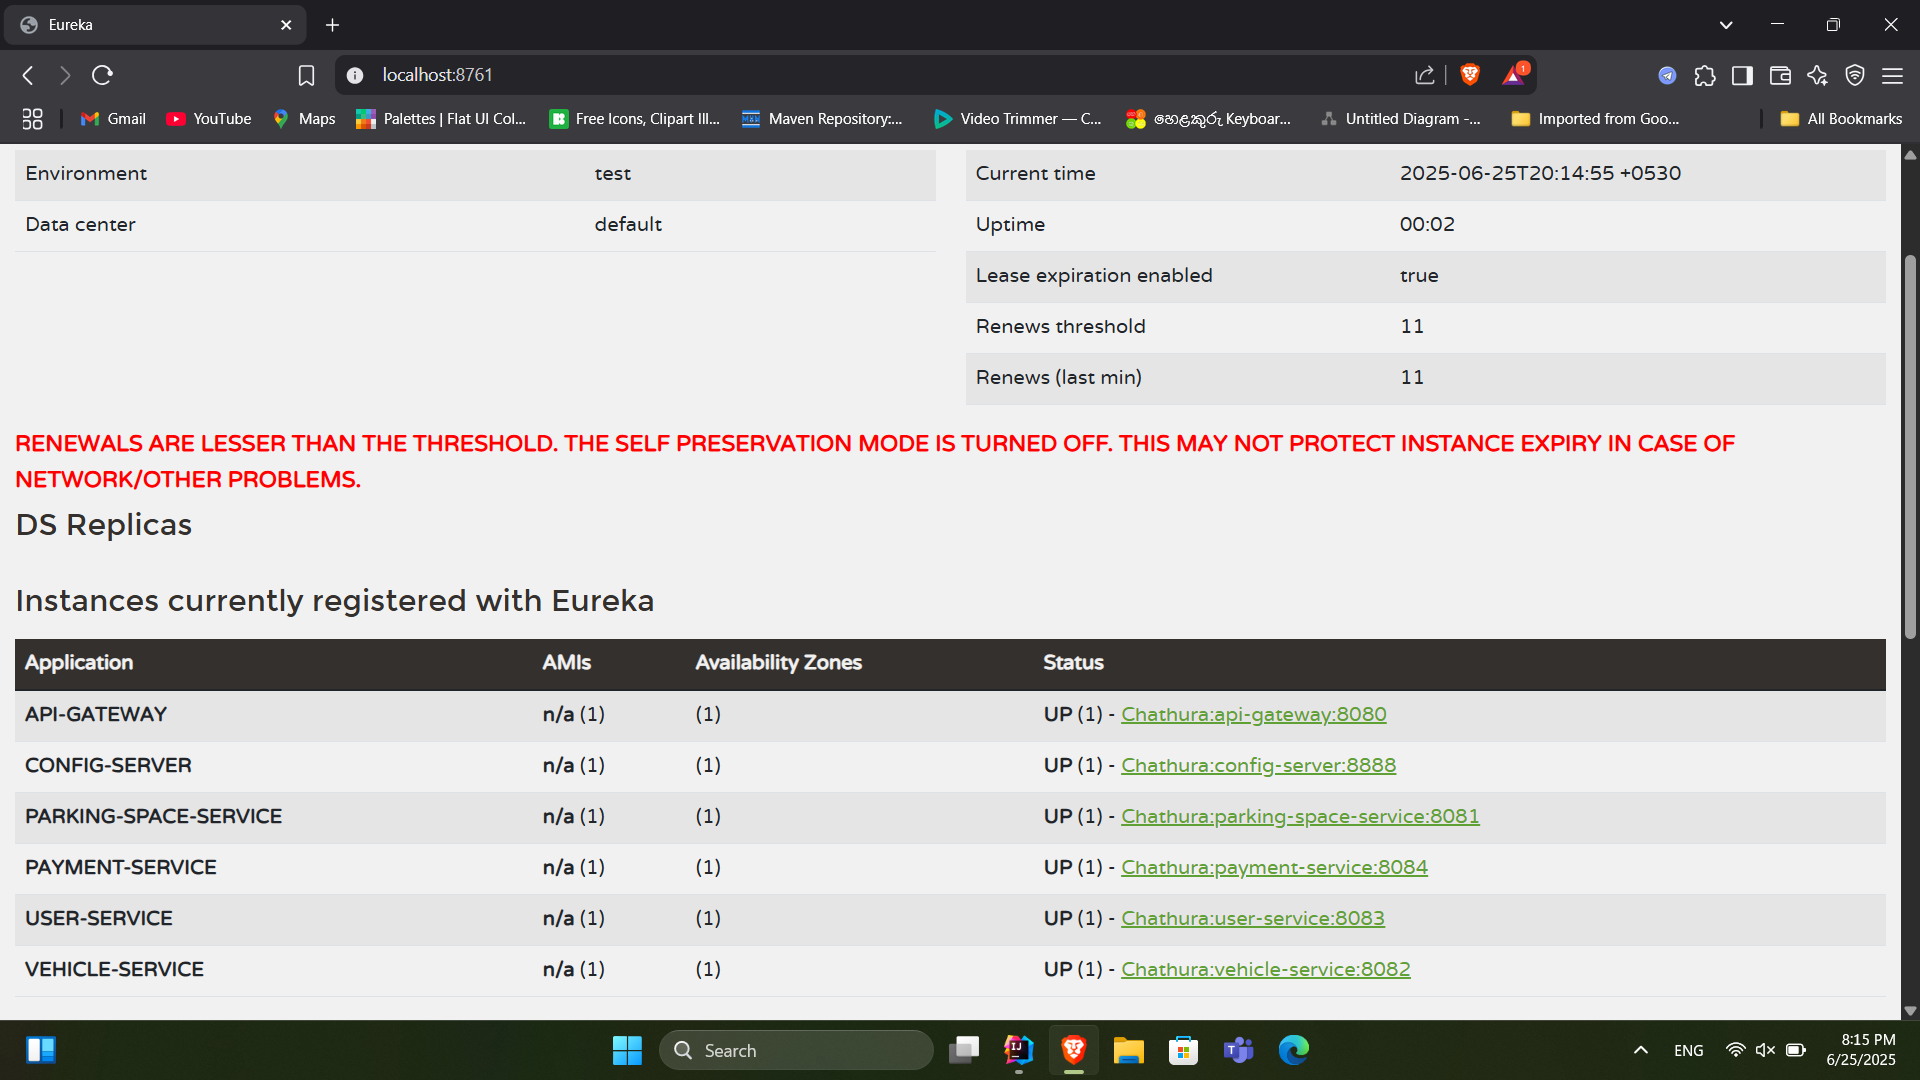 Eureka
localhost:8761
1
Gmail YouTube Maps Palettes | Flat UI Col... Free Icons, Clipart Ill... Maven Repository:... Video Trimmer — C... හෙළකුරු Keyboar... Untitled Diagram -... Imported from Goo... All Bookmarks
Environment test
Data center default
Current time 2025-06-25T20:14:55 +0530
Uptime 00:02
Lease expiration enabled true
Renews threshold 11
Renews (last min) 11
RENEWALS ARE LESSER THAN THE THRESHOLD. THE SELF PRESERVATION MODE IS TURNED OFF. THIS MAY NOT PROTECT INSTANCE EXPIRY IN CASE OF
NETWORK/OTHER PROBLEMS.
DS Replicas
Instances currently registered with Eureka
Application AMIs Availability Zones Status
API-GATEWAY n/a (1) (1) UP (1) - Chathura:api-gateway:8080
CONFIG-SERVER n/a (1) (1) UP (1) - Chathura:config-server:8888
PARKING-SPACE-SERVICE n/a (1) (1) UP (1) - Chathura:parking-space-service:8081
PAYMENT-SERVICE n/a (1) (1) UP (1) - Chathura:payment-service:8084
USER-SERVICE n/a (1) (1) UP (1) - Chathura:user-service:8083
VEHICLE-SERVICE n/a (1) (1) UP (1) - Chathura:vehicle-service:8082
Search
ENG
8:15 PM
6/25/2025